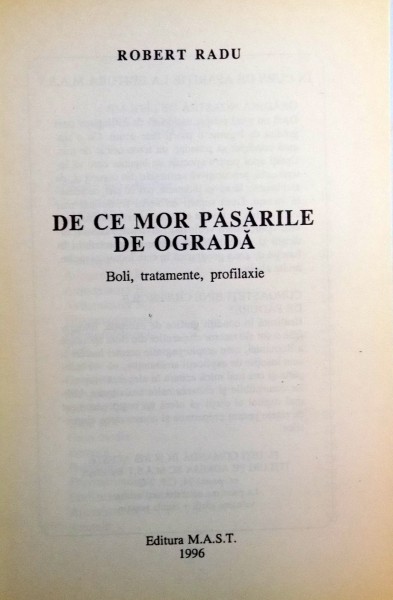 ROBERT RADU
DE CE MOR PĂSĂRILE
DE OGRADĂ
Boli, tratamente, profilaxie
Editura M.A.S.T.
1996